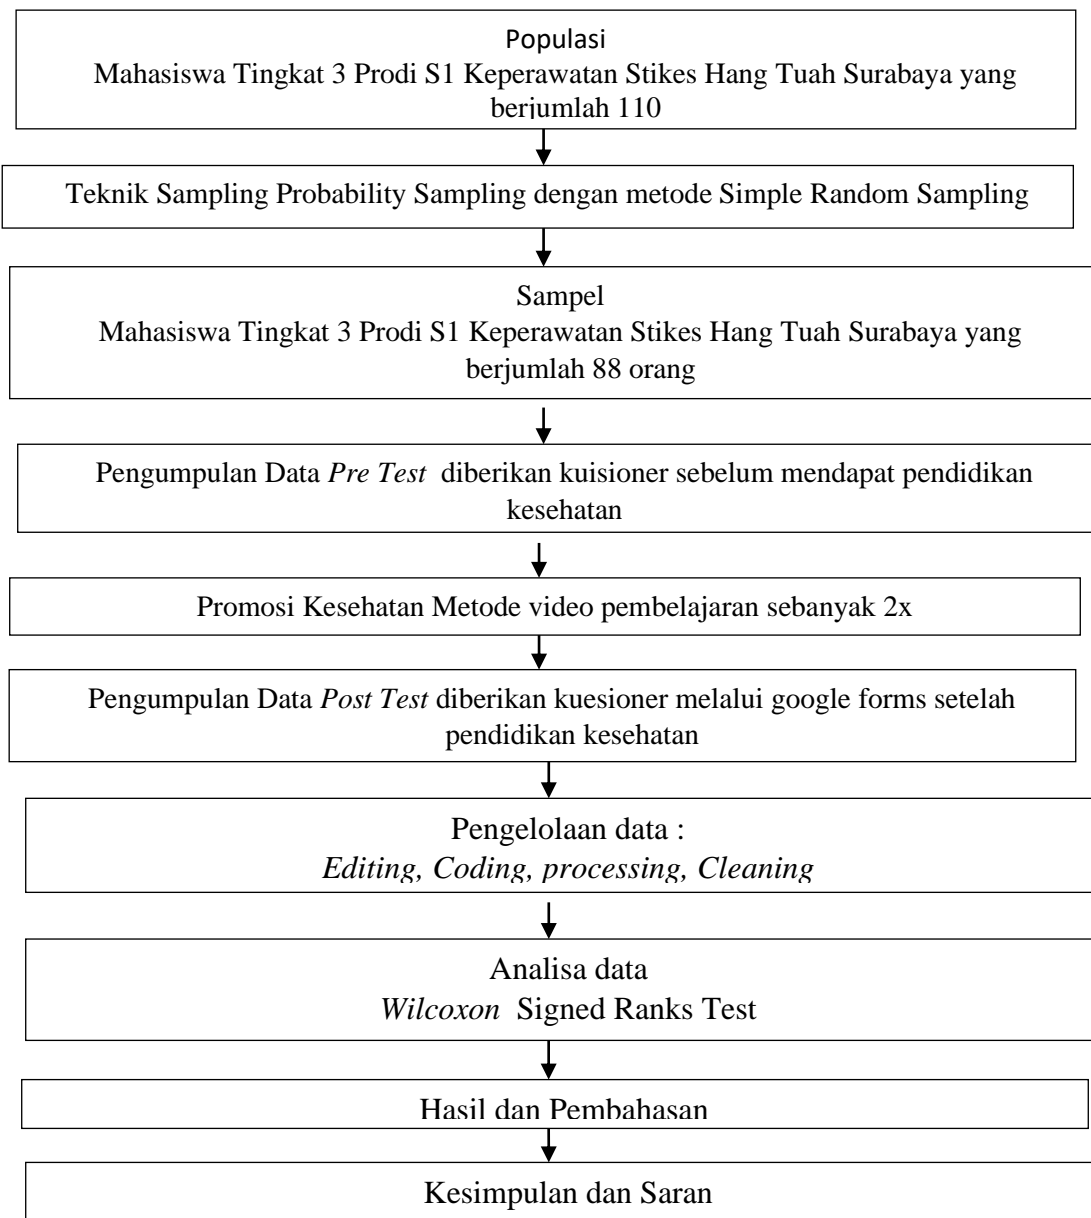 Populasi
Mahasiswa Tingkat 3 Prodi S1 Keperawatan Stikes Hang Tuah Surabaya yang
berjumlah 110
Teknik Sampling Probability Sampling dengan metode Simple Random Sampling
Sampel
Mahasiswa Tingkat 3 Prodi S1 Keperawatan Stikes Hang Tuah Surabaya yang
berjumlah 88 orang
Pengumpulan Data Pre Test diberikan kuisioner sebelum mendapat pendidikan
kesehatan
Promosi Kesehatan Metode video pembelajaran sebanyak 2x
Pengumpulan Data Post Test diberikan kuesioner melalui google forms setelah
pendidikan kesehatan
Pengelolaan data :
Editing, Coding, processing, Cleaning
Analisa data
Wilcoxon Signed Ranks Test
Hasil dan Pembahasan
Kesimpulan dan Saran